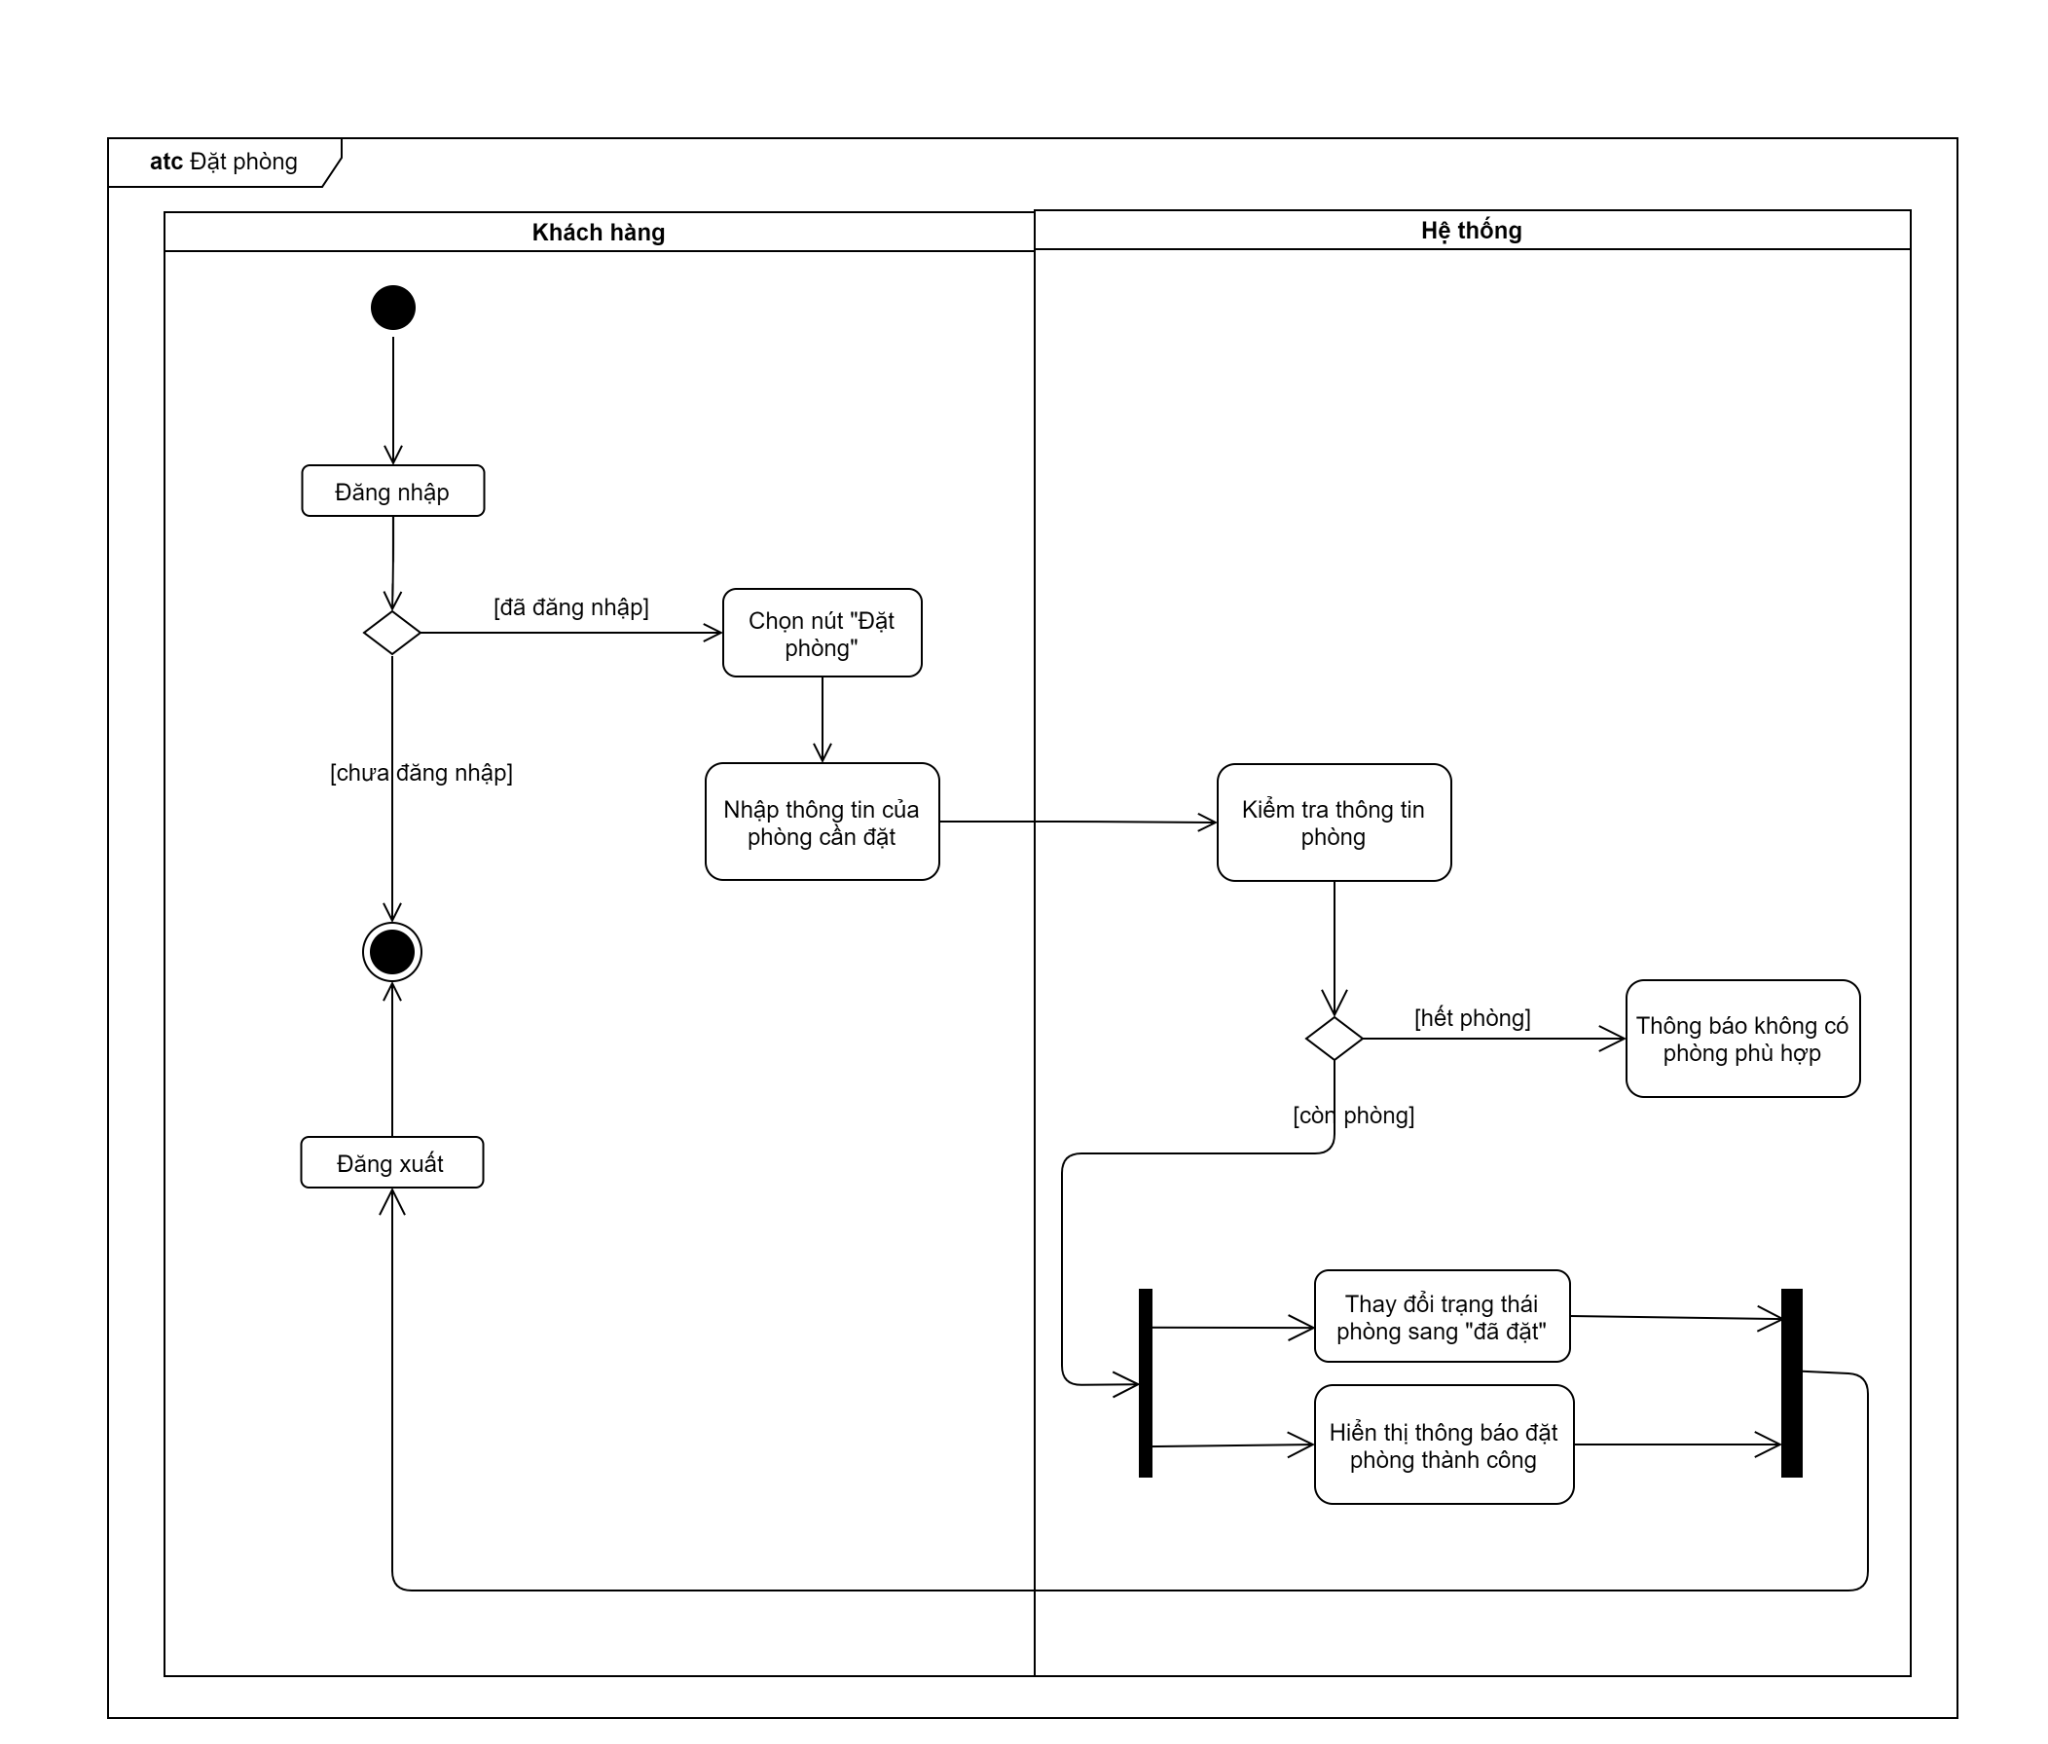 atc Đặt phòng
Khách hàng
Hệ thống
Đăng nhập
[đã đăng nhập]
Chọn nút "Đặt
phòng"
[chưa đăng nhập]
Nhập thông tin của
phòng cần đặt
Kiểm tra thông tin
phòng
[hết phòng]
Thông báo không có
phòng phù hợp
[còn phòng]
Đăng xuất
Thay đổi trạng thái
phòng sang "đã đặt"
Hiển thị thông báo đặt
phòng thành công